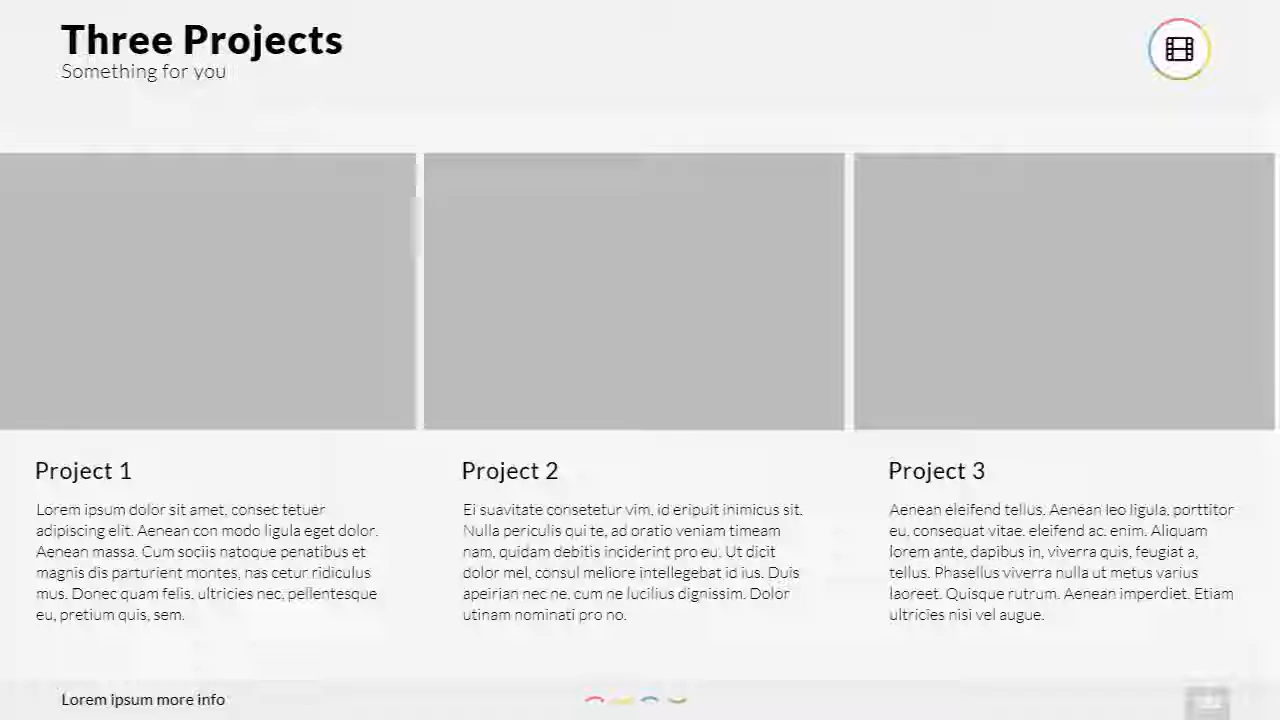 Three Projects
Something for you
Project 1
Lorem ipsum dolor sit amet, consec tetuer
adipiscing elit. Aenean con modo ligula eget dolor.
Aenean massa. Cum sociis natoque penatibus et
magnis dis parturient montes, nas cetur ridiculus
mus. Donec quam felis, ultricies nec, pellentesque
eu, pretium quis, sem.
Project 2
Ei suavitate consetetur vim, id eripuit inimicus sit.
Nulla periculis qui te, ad oratio veniam timeam
nam, quidam debitis inciderint pro eu. Ut dicit
dolor mel, consul meliore intellegebat id ius. Duis
apeirian nec ne, cum ne lucilius dignissim. Dolor
utinam nominati pro no.
Project 3
Aenean eleifend tellus. Aenean leo ligula, porttitor
eu, consequat vitae, eleifend ac, enim. Aliquam
lorem ante, dapibus in, viverra quis, feugiat a,
tellus. Phasellus viverra nulla ut metus varius
laoreet. Quisque rutrum. Aenean imperdiet. Etiam
ultricies nisi vel augue.
Lorem ipsum more info